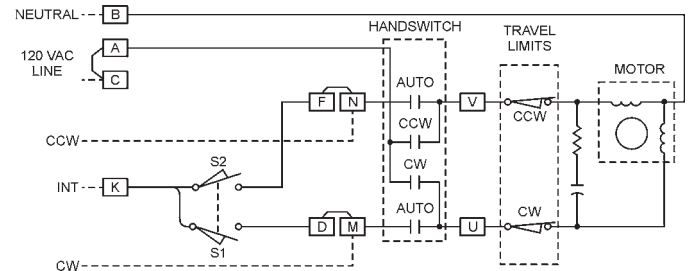 NEUTRAL B
HANDSWITCH
TRAVEL
LIMITS
A
120 VAC
LINE
C
MOTOR
AUTO
F N V
CCW
CCW
CCW
S2
CW
INT K
AUTO
CW
D M U
S1
CW